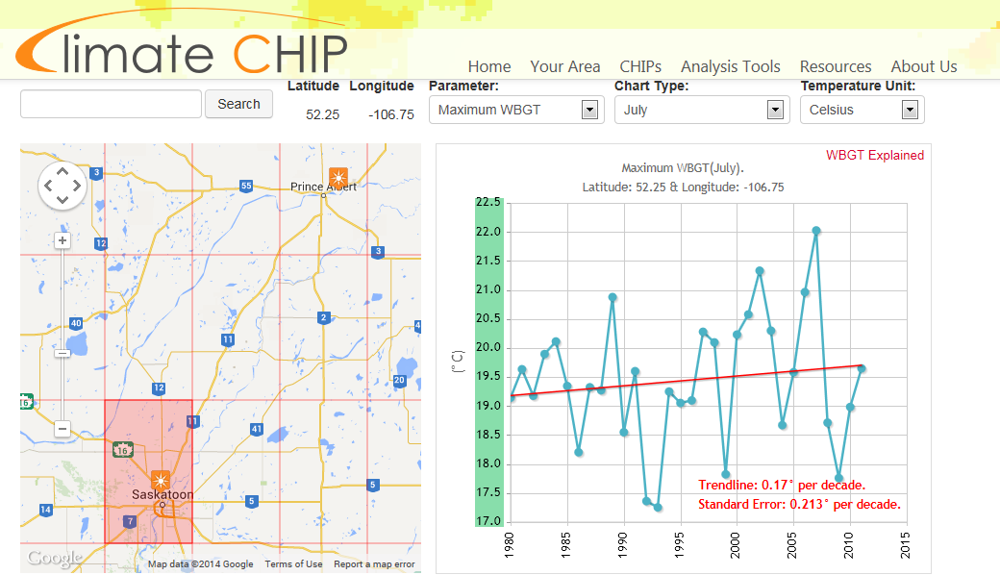 Climate CHIP
Home Your Area CHIPs Analysis Tools Resources About Us
Search
Latitude Longitude
52.25 -106.75
Parameter:
Maximum WBGT
Chart Type:
July
Temperature Unit:
Celsius
3
55
Prince Albert
12
3
2
40
11
12
20
16
11
41
16
Saskatoon
5
5
14
7
Google
Map data ©2014 Google Terms of Use Report a map error
WBGT Explained
Maximum WBGT(July).
Latitude: 52.25 & Longitude: -106.75
22.5
22.0
21.5
21.0
20.5
20.0
19.5
19.0
18.5
18.0
17.5
17.0
(° C)
Trendline: 0.17° per decade.
Standard Error: 0.213° per decade.
1980 1985 1990 1995 2000 2005 2010 2015